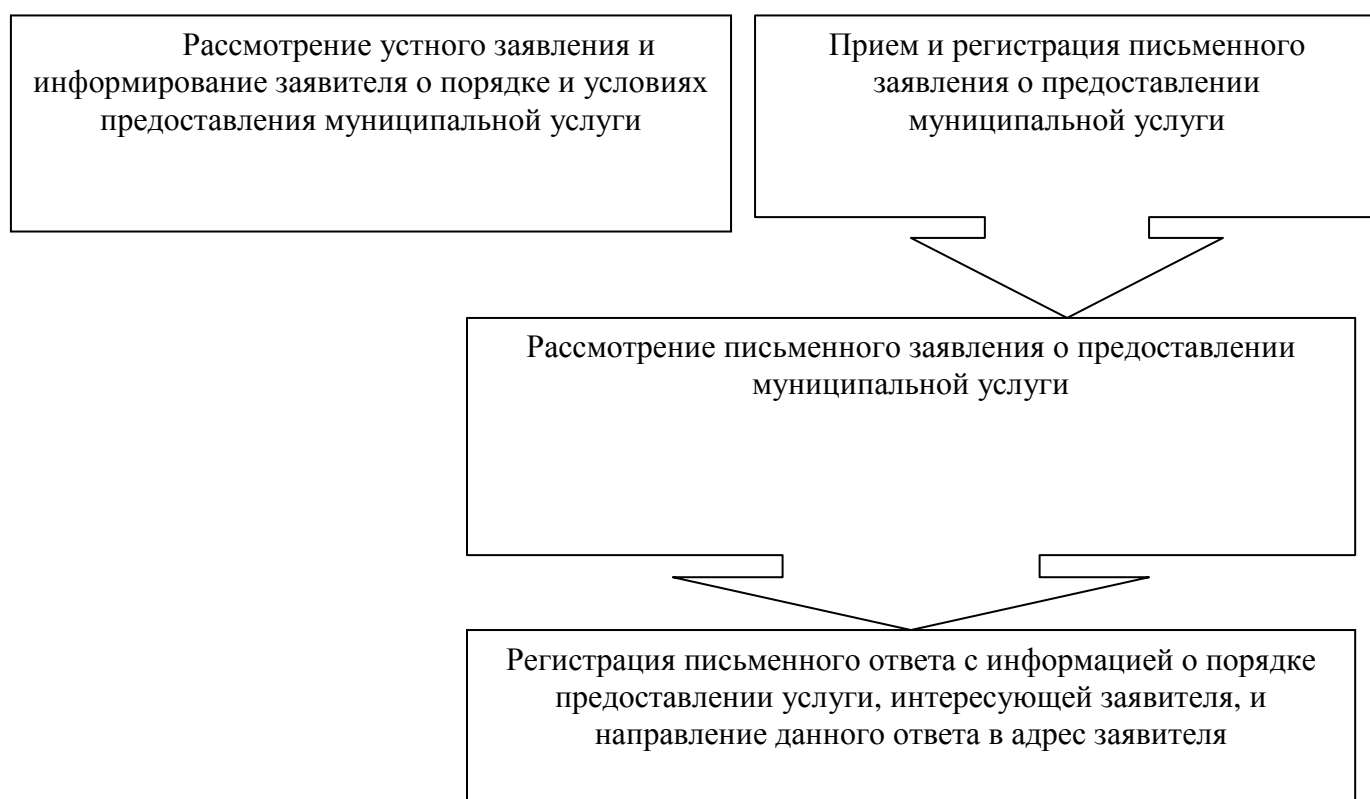 Рассмотрение устного заявления и
информирование заявителя о порядке и условиях
предоставления муниципальной услуги
Прием и регистрация письменного
заявления о предоставлении
муниципальной услуги
Рассмотрение письменного заявления о предоставлении
муниципальной услуги
Регистрация письменного ответа с информацией о порядке
предоставлении услуги, интересующей заявителя, и
направление данного ответа в адрес заявителя